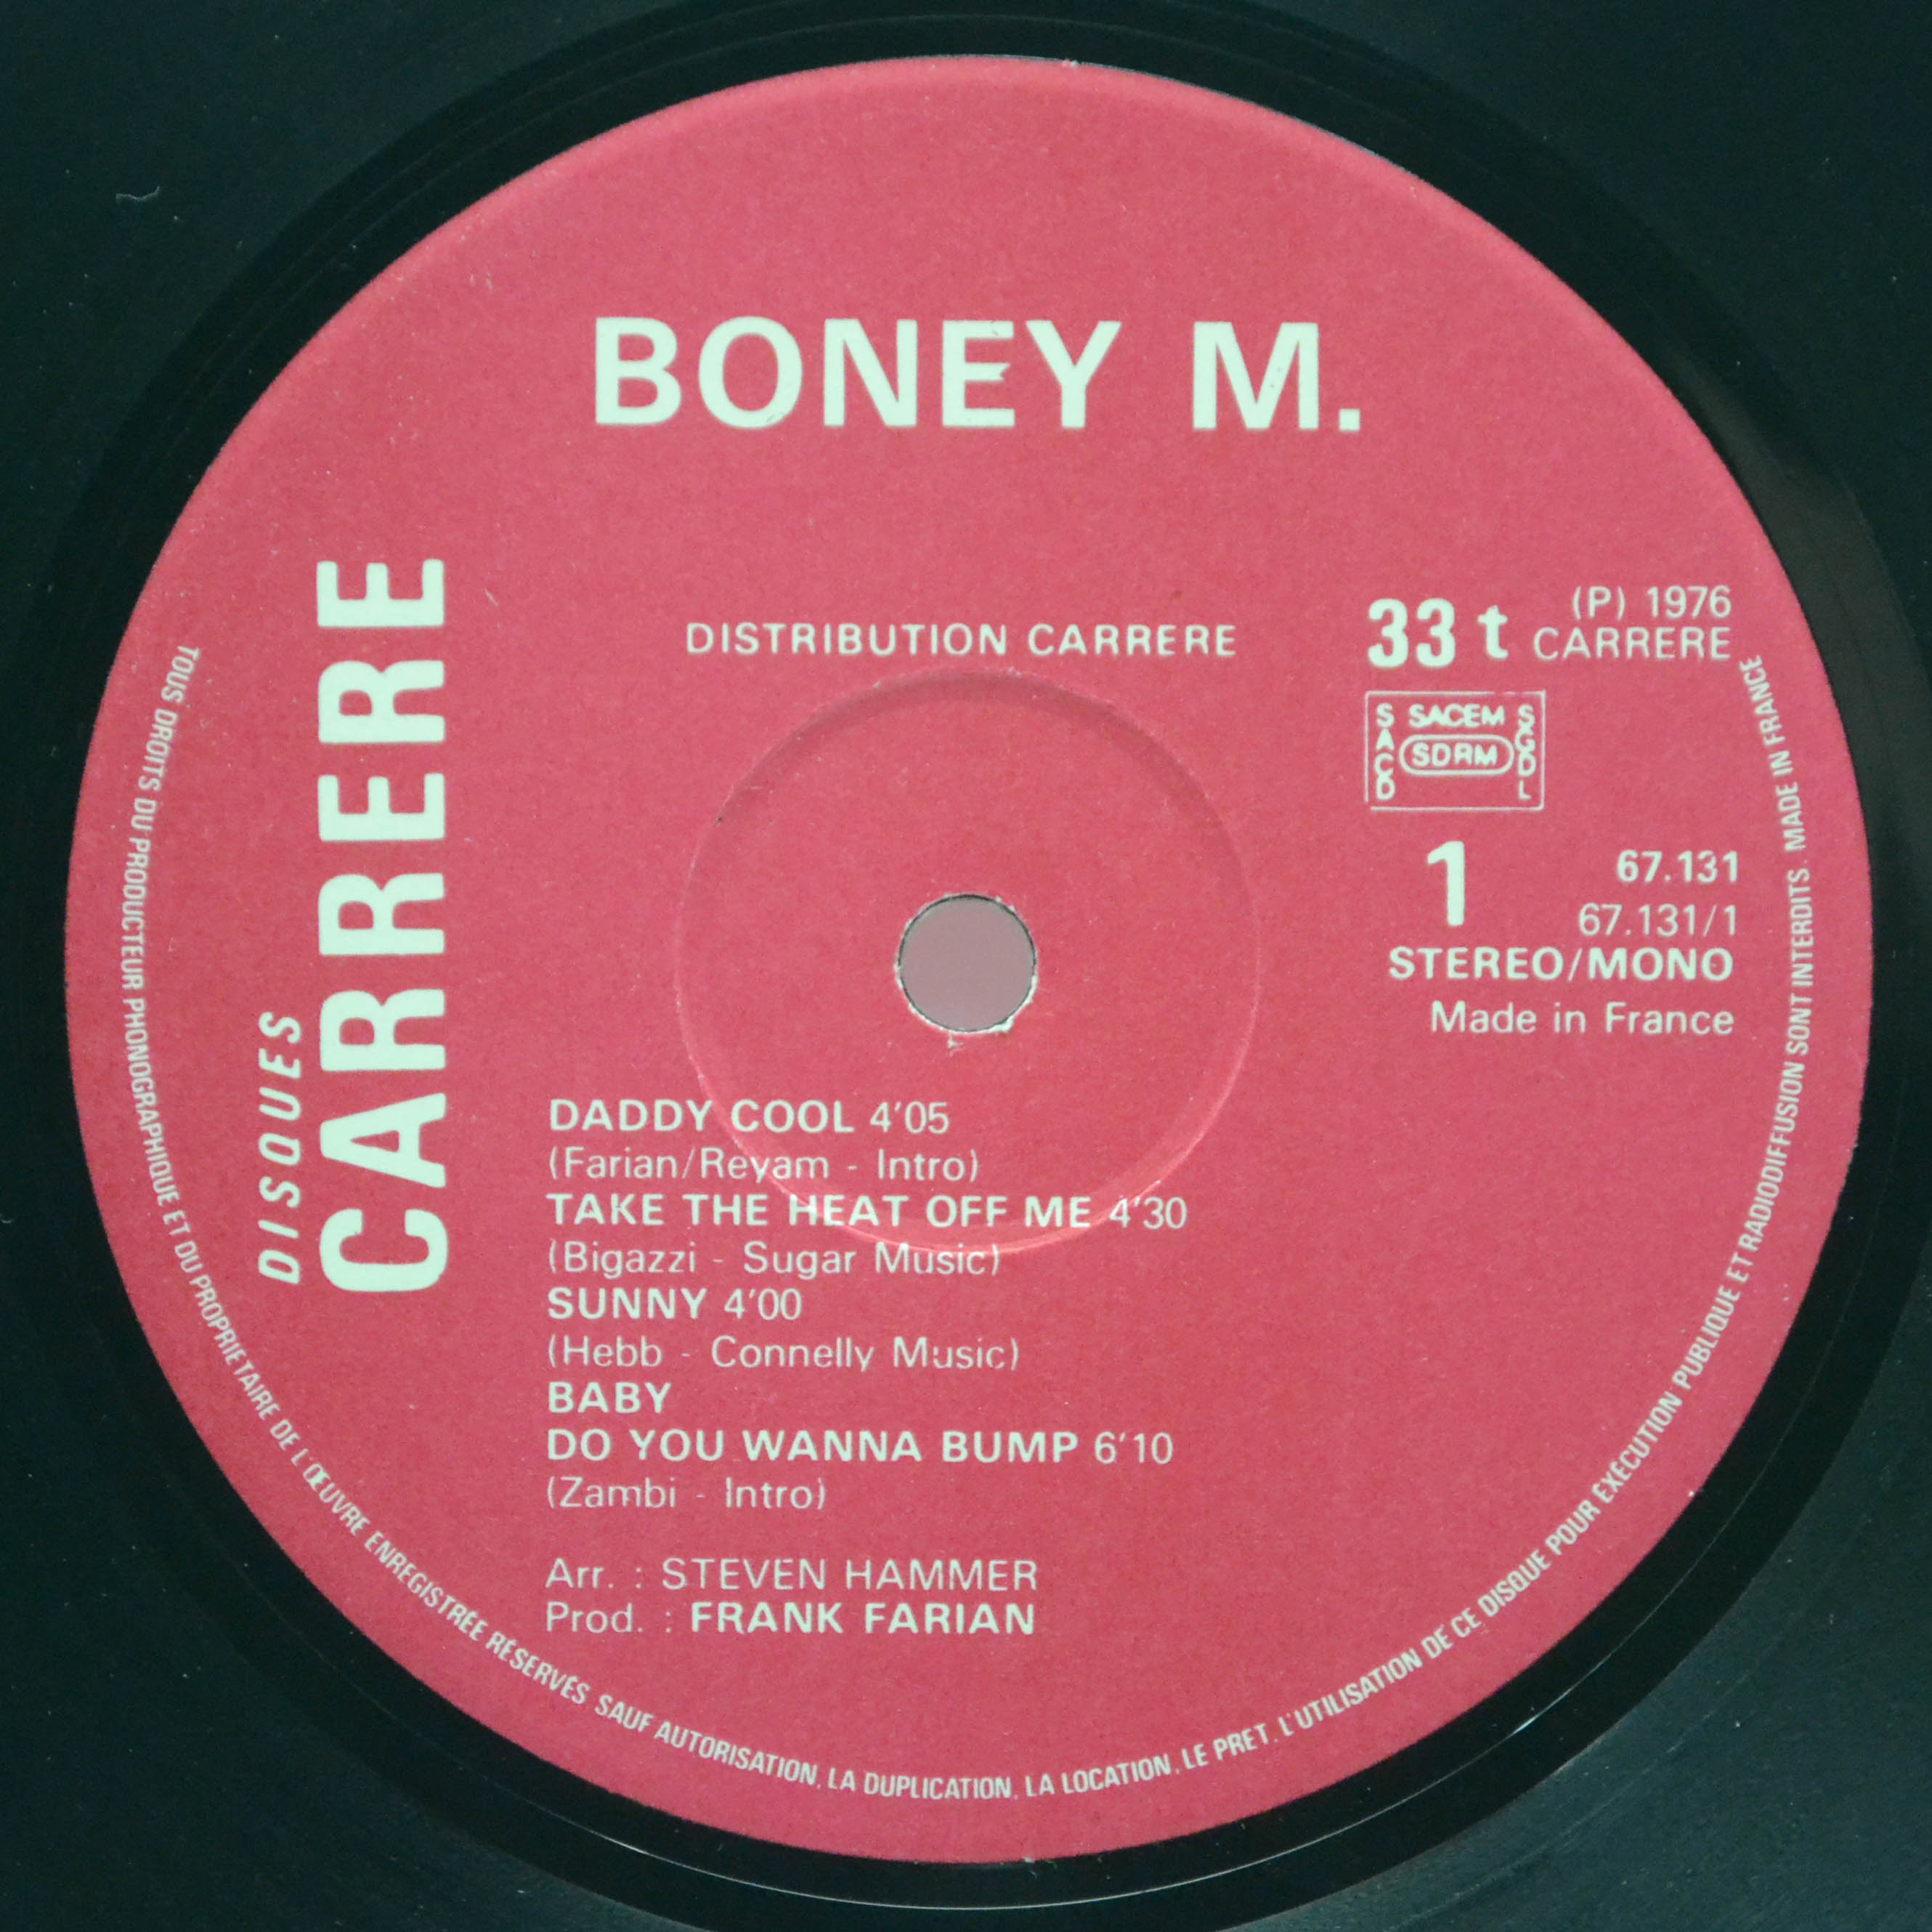 BONEY M.
DISQUES
CARRERE
DISTRIBUTION CARRERE
33 t
(P) 1976
CARRERE
SACEM
SACD
SDRM
SGDL
1
67.131
67.131/1
STEREO/MONO
Made in France
DADDY COOL 4'05
(Farian/Reyam - Intro)
TAKE THE HEAT OFF ME 4'30
(Bigazzi - Sugar Music)
SUNNY 4'00
(Hebb - Connelly Music)
BABY
DO YOU WANNA BUMP 6'10
(Zambi - Intro)
Arr. : STEVEN HAMMER
Prod. : FRANK FARIAN
TOUS DROITS DU PRODUCTEUR PHONOGRAPHIQUE ET DU PROPRIETAIRE DE L'ŒUVRE ENREGISTRÉE RÉSERVÉS SAUF AUTORISATION, LA DUPLICATION, LA LOCATION, LE PRET, L'UTILISATION DE CE DISQUE POUR EXÉCUTION PUBLIQUE ET RADIODIFFUSION SONT INTERDITS. MADE IN FRANCE